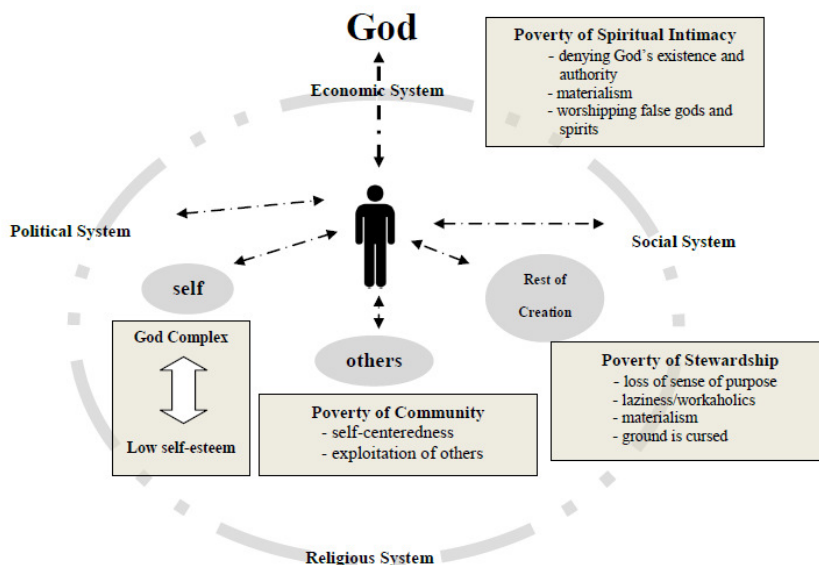 God
Poverty of Spiritual Intimacy
- denying God's existence and
authority
- materialism
- worshipping false gods and
spirits
Economic System
Political System
Social System
self
Rest of
Creation
others
God Complex
Low self-esteem
Poverty of Community
- self-centeredness
- exploitation of others
Poverty of Stewardship
- loss of sense of purpose
- laziness/workaholics
- materialism
- ground is cursed
Religious System